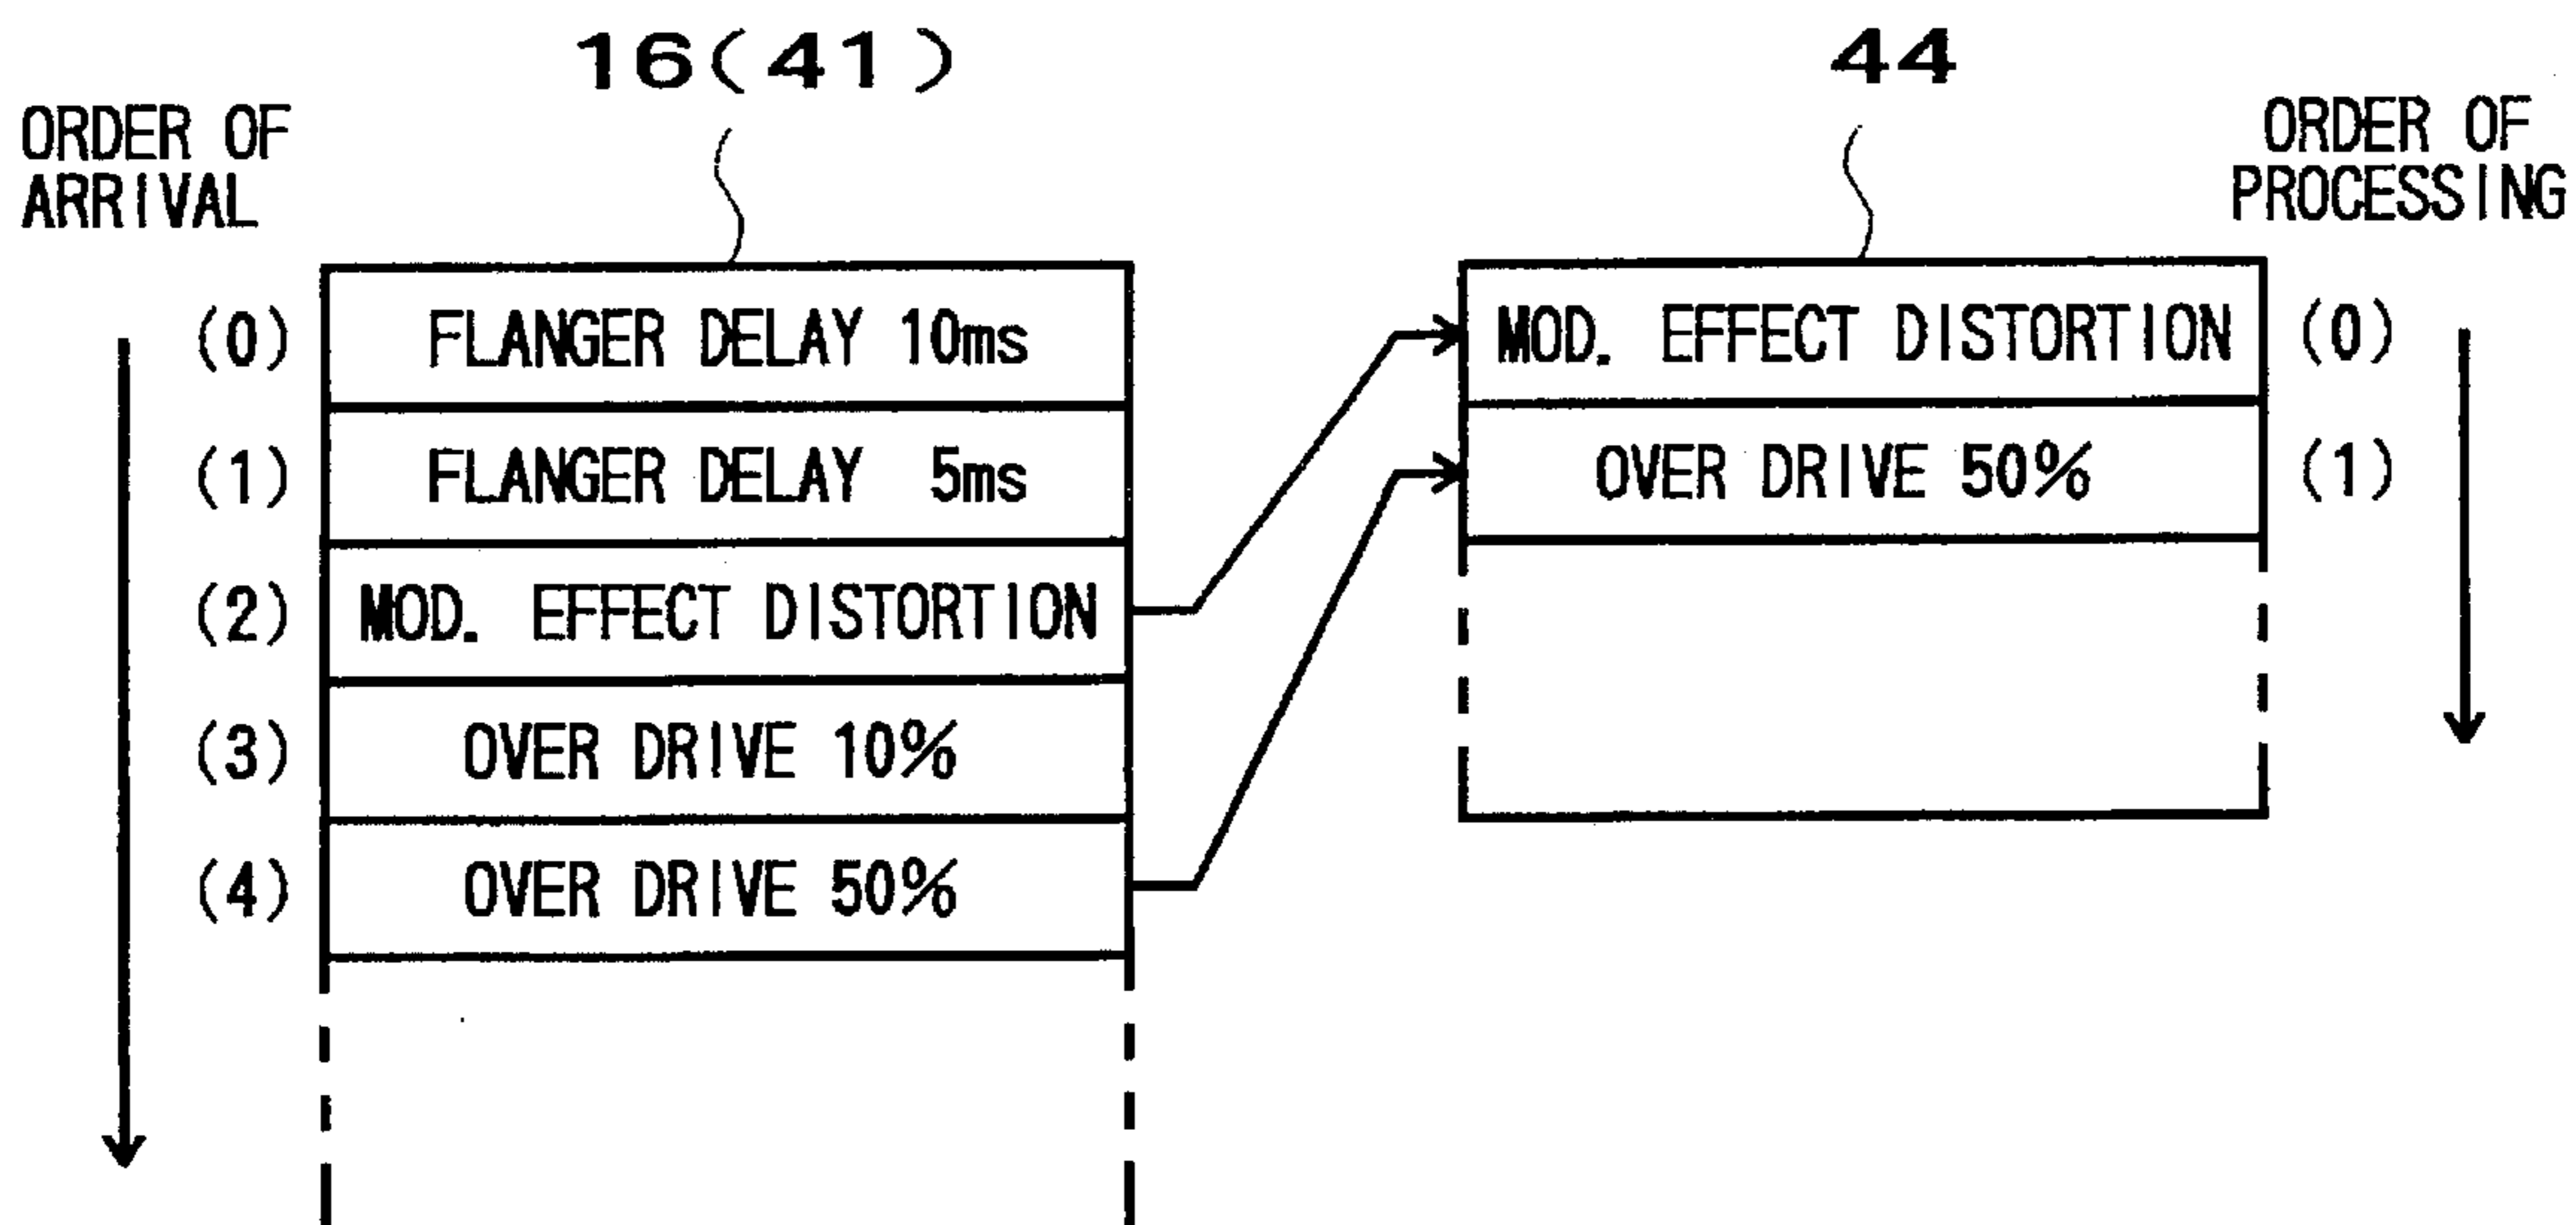 16(41)
44
ORDER OF
ARRIVAL
ORDER OF
PROCESSING
(0) FLANGER DELAY 10ms
(1) FLANGER DELAY 5ms
(2) MOD. EFFECT DISTORTION
(3) OVER DRIVE 10%
(4) OVER DRIVE 50%
MOD. EFFECT DISTORTION (0)
OVER DRIVE 50% (1)